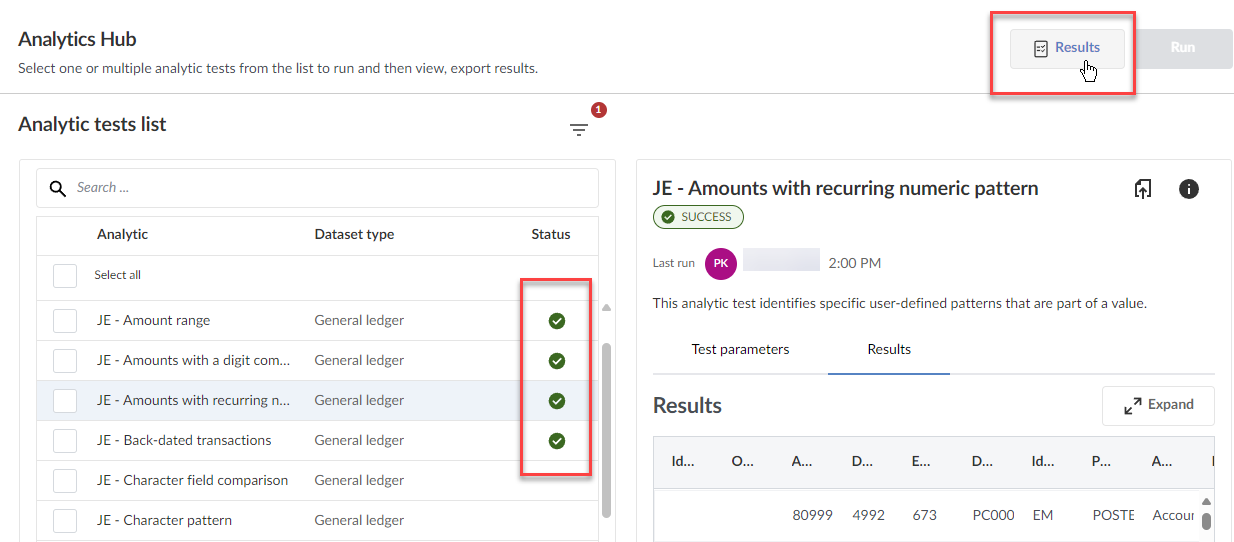 Analytics Hub
Select one or multiple analytic tests from the list to run and then view, export results.
Results
Run
Analytic tests list
1
Search ...
Analytic Dataset type Status
Select all
JE - Amount range General ledger
JE - Amounts with a digit com... General ledger
JE - Amounts with recurring n... General ledger
JE - Back-dated transactions General ledger
JE - Character field comparison General ledger
JE - Character pattern General ledger
JE - Amounts with recurring numeric pattern
SUCCESS
Last run PK 2:00 PM
This analytic test identifies specific user-defined patterns that are part of a value.
Test parameters Results
Results
Expand
Id... O... A... D... E... D... Id... P... A...
80999 4992 673 PC000 EM POSTE Accour